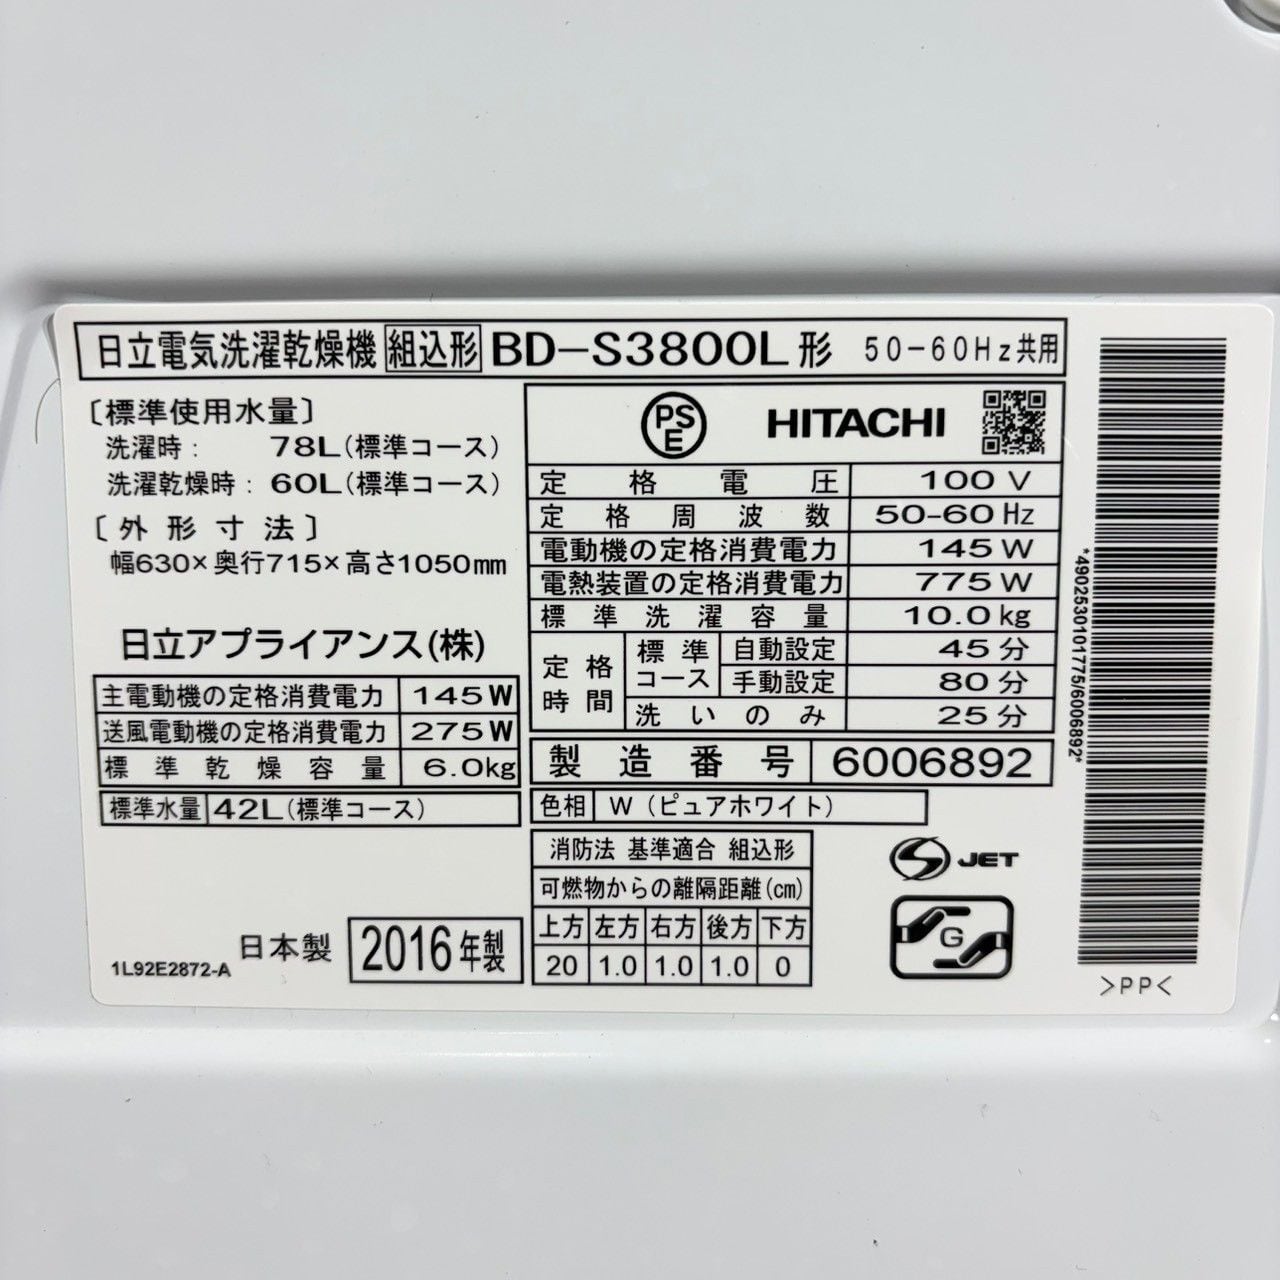 日立電気洗濯乾燥機 組込形 BD-S3800L形 50-60Hz共用
〔標準使用水量〕
洗濯時: 78L(標準コース)
洗濯乾燥時: 60L(標準コース)
〔外形寸法〕
幅630×奥行715×高さ1050mm
日立アプライアンス(株)
主電動機の定格消費電力 145W
送風電動機の定格消費電力 275W
標準乾燥容量 6.0kg
標準水量 42L(標準コース)
1L92E2872-A 日本製 2016年製
PSE HITACHI
定格電圧 100V
定格周波数 50-60Hz
電動機の定格消費電力 145W
電熱装置の定格消費電力 775W
標準洗濯容量 10.0kg
定格時間 標準コース 自動設定 45分
手動設定 80分
洗いのみ 25分
製造番号 6006892
色相 W(ピュアホワイト)
消防法 基準適合 組込形
可燃物からの離隔距離(cm)
上方 左方 右方 後方 下方
20 1.0 1.0 1.0 0
S JET
G
*4902530101775/6006892*
>PP<